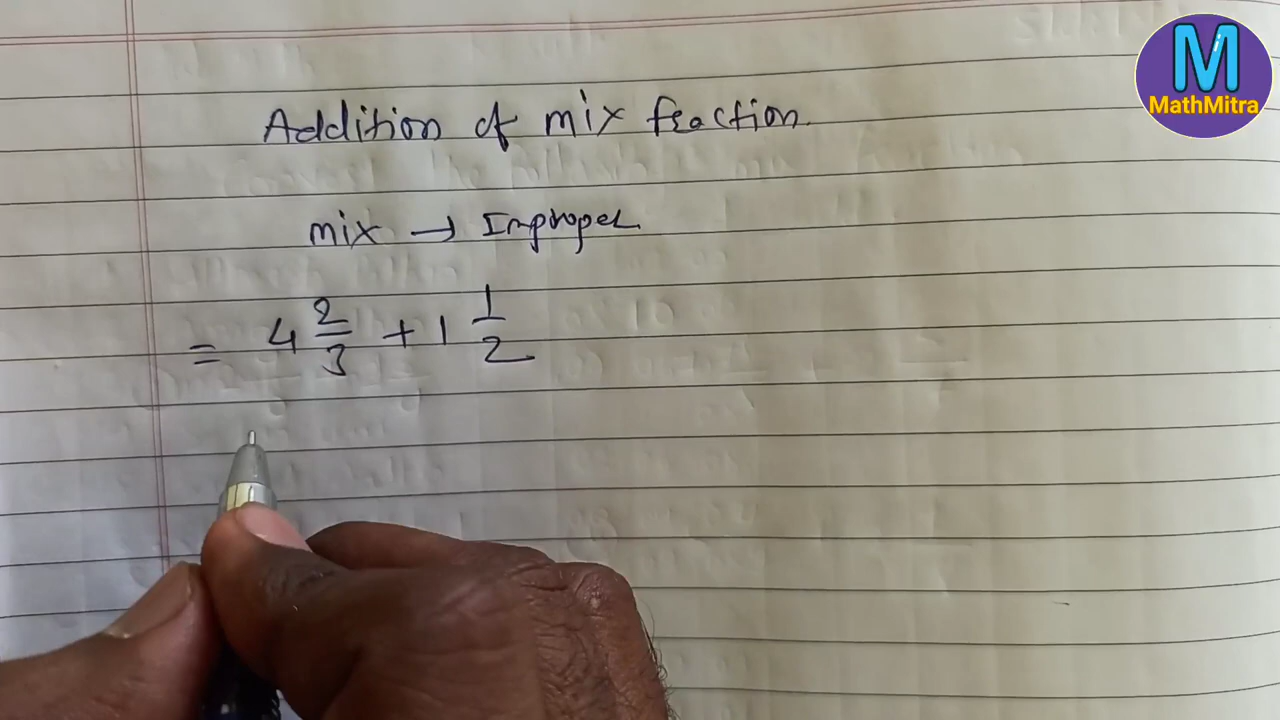 M
MathMitra
Addition of mix fraction.
mix → Improper
= 4 2/3 + 1 1/2